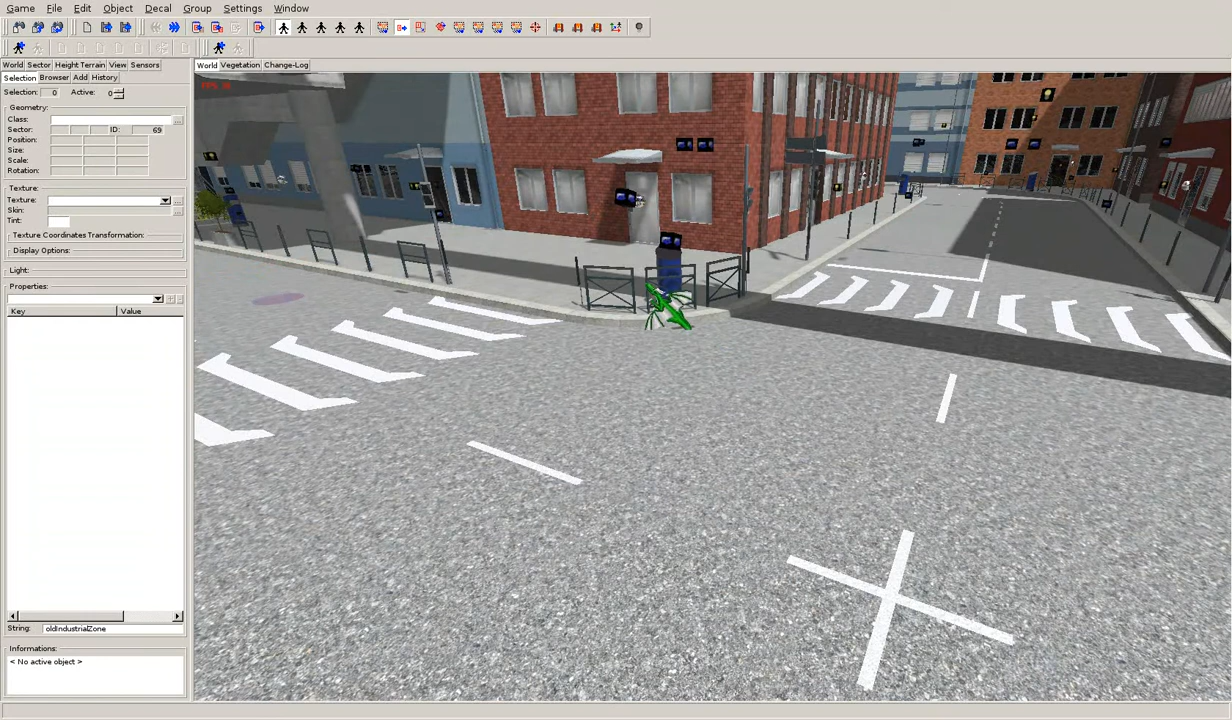 Game File Edit Object Decal Group Settings Window
World Sector Height Terrain View Sensors
Selection Browser Add History
Selection: 0 Active: 0
Geometry:
Class:
Sector: ID: 69
Position:
Size:
Scale:
Rotation:
Texture:
Texture:
Skin:
Tint:
Texture Coordinates Transformation:
Display Options:
Light:
Properties:
Key Value
String: oldIndustrialZone
Informations:
< No active object >
World Vegetation Change-Log